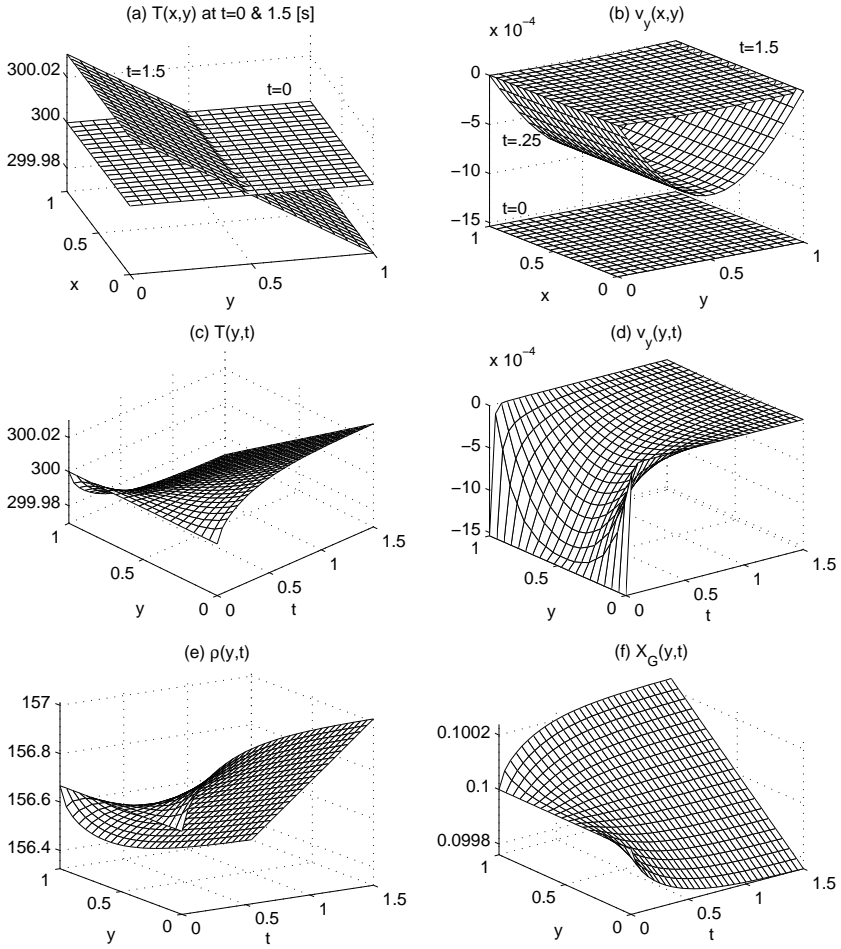 (a) T(x,y) at t=0 & 1.5 [s]
300.02
300
299.98
t=1.5
t=0
1
0.5
0
x
0
0.5
1
y
(b) v_y(x,y)
x 10^−4
0
−5
−10
−15
t=1.5
t=.25
t=0
1
0.5
0
x
0
0.5
1
y
(c) T(y,t)
300.02
300
299.98
1
0.5
0
y
0
0.5
1
1.5
t
(d) v_y(y,t)
x 10^−4
0
−5
−10
−15
1
0.5
0
y
0
0.5
1
1.5
t
(e) ρ(y,t)
157
156.8
156.6
156.4
1
0.5
0
y
0
0.5
1
1.5
t
(f) X_G(y,t)
0.1002
0.1
0.0998
1
0.5
0
y
0
0.5
1
1.5
t